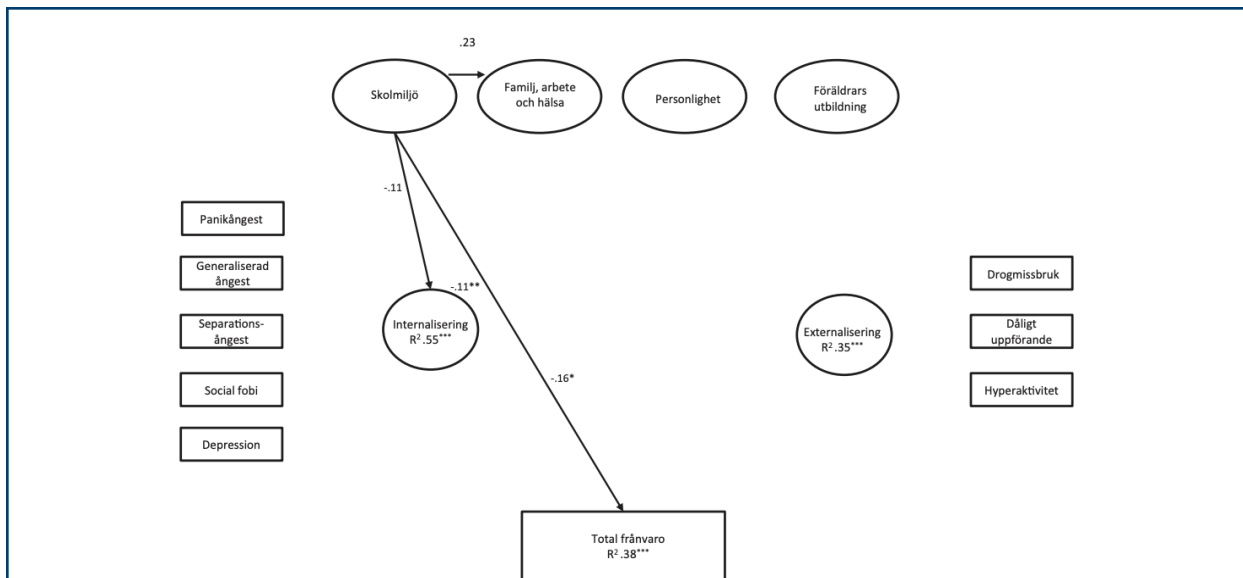 .23
Skolmiljö
Familj, arbete
och hälsa
Personlighet
Föräldrars
utbildning
-.11
Panikångest
Generaliserad
ångest
-.11**
Drogmissbruk
Separations-
ångest
Internalisering
R² .55***
Externalisering
R² .35***
Dåligt
uppförande
Social fobi
-.16*
Hyperaktivitet
Depression
Total frånvaro
R² .38***